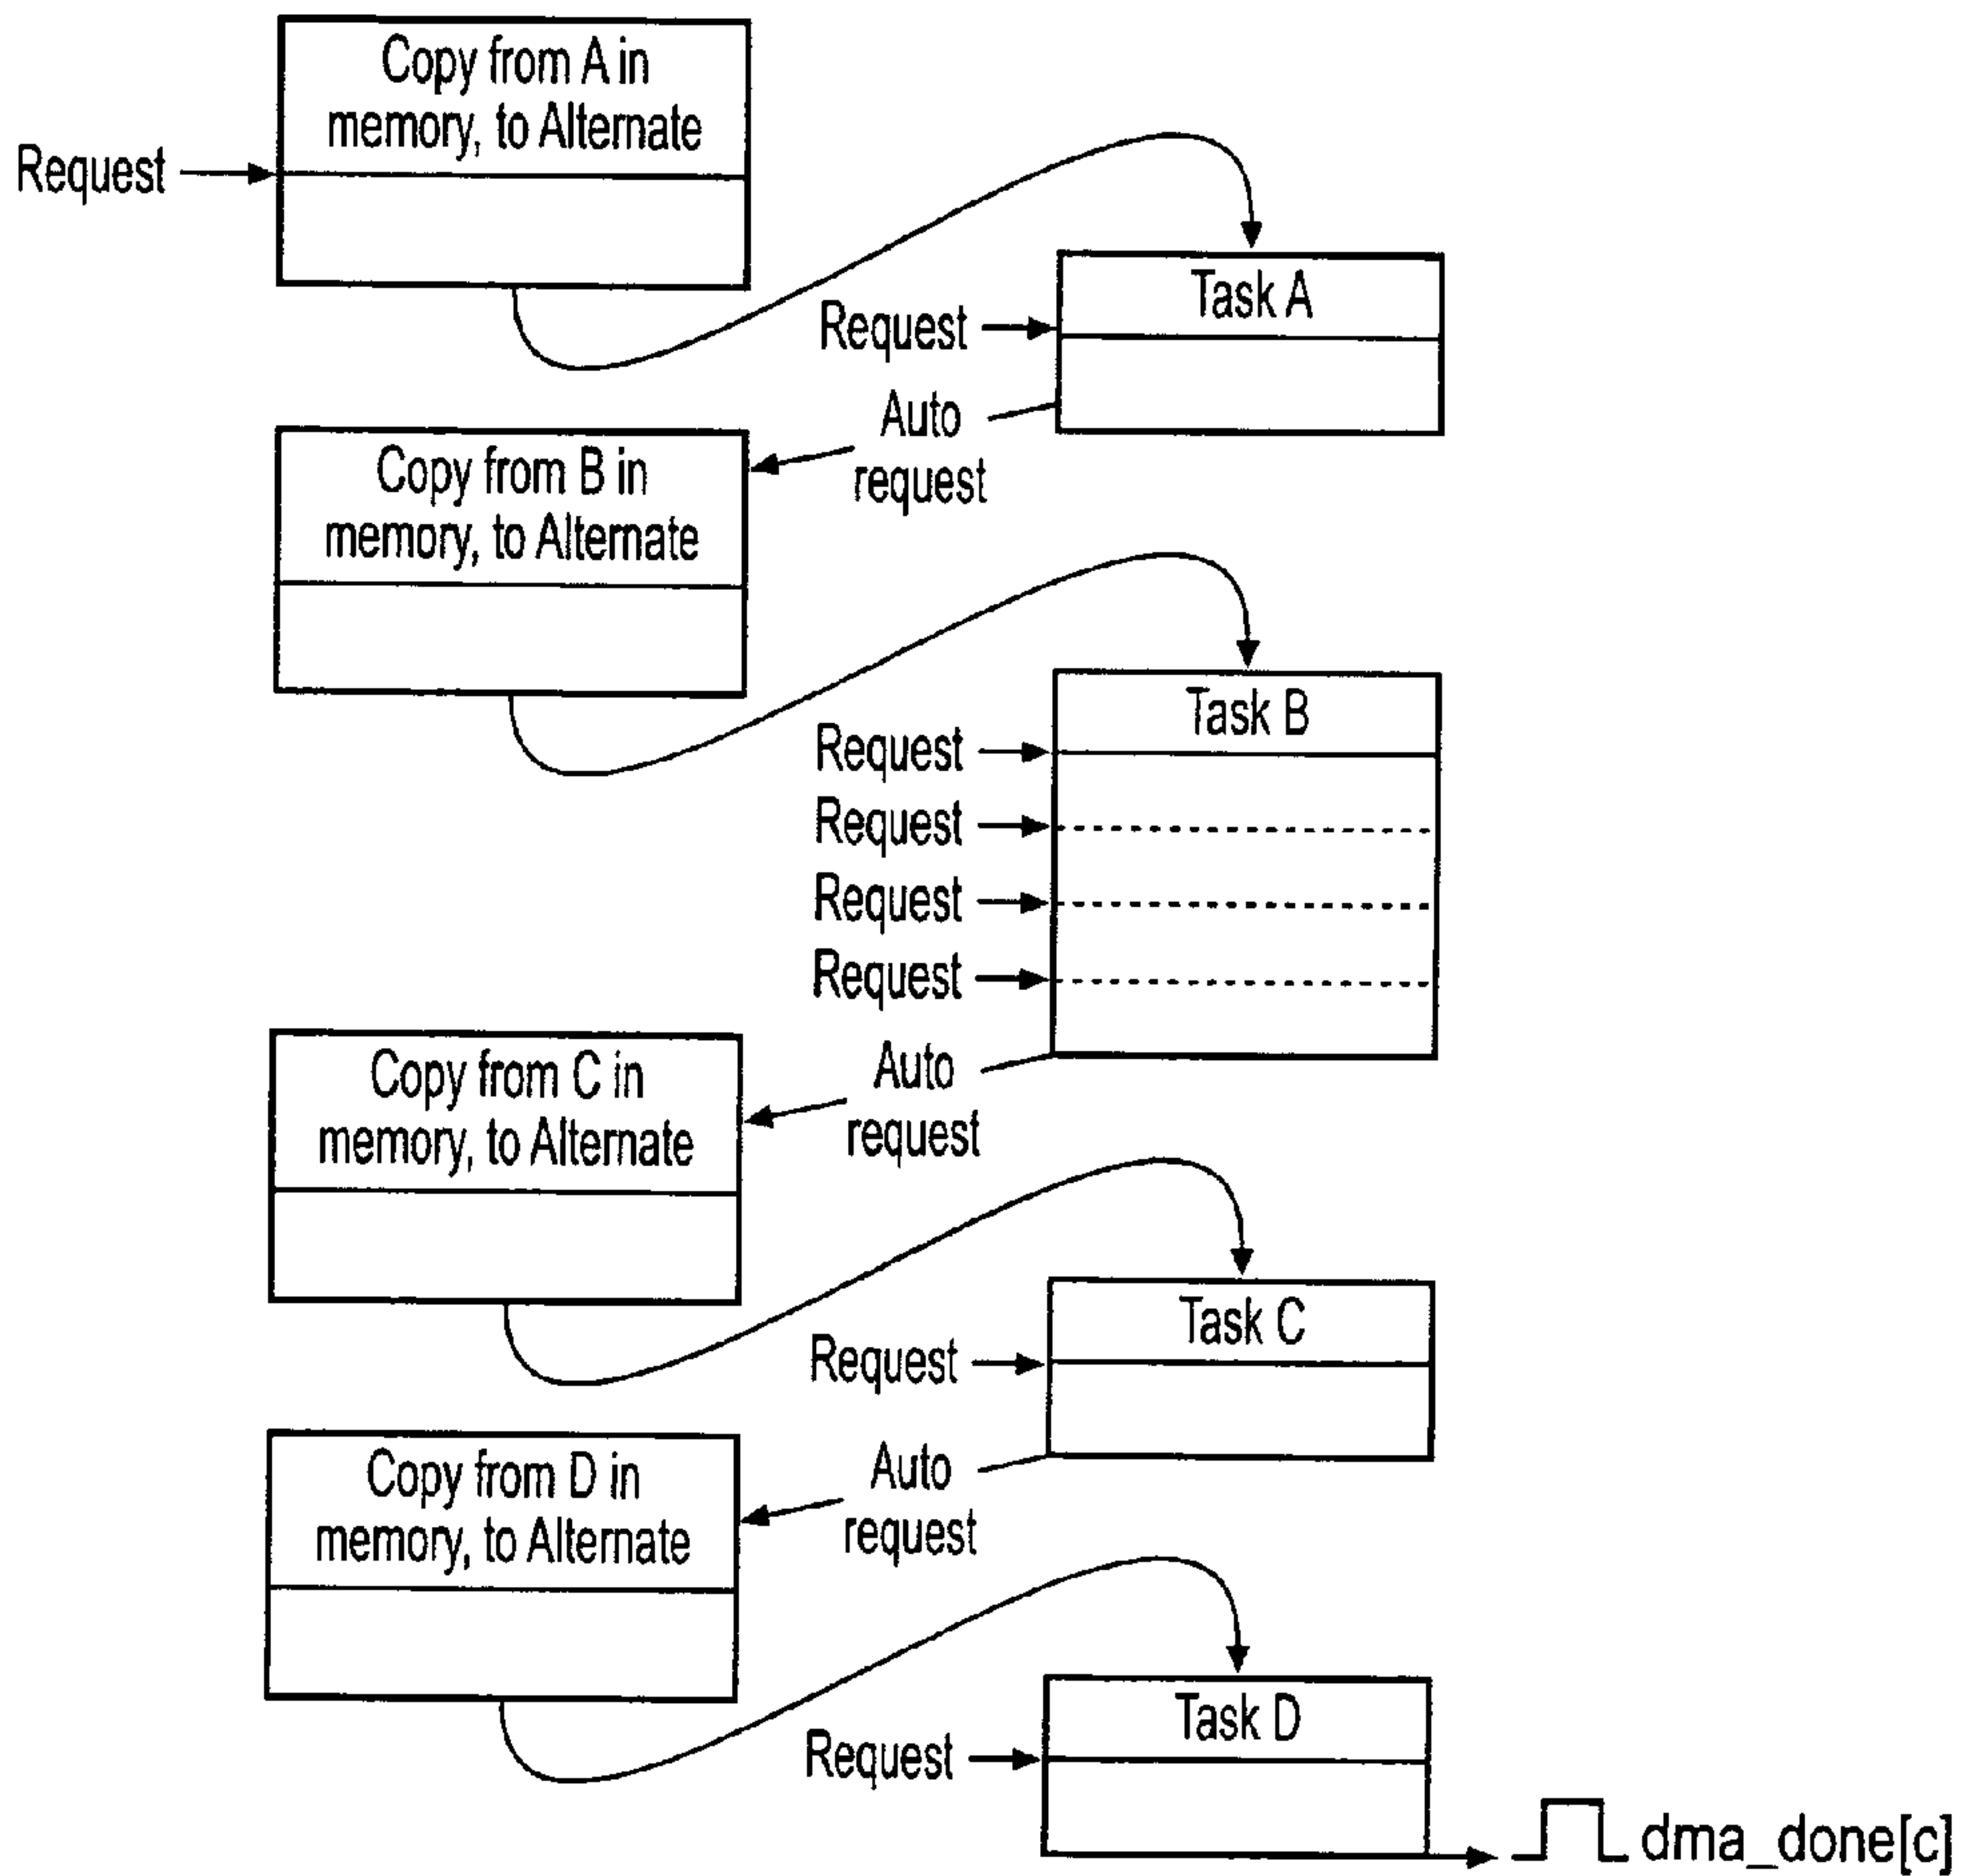 Copy from A in
memory, to Alternate
Request
Task A
Request
Auto
request
Copy from B in
memory, to Alternate
Task B
Request
Request
Request
Request
Auto
request
Copy from C in
memory, to Alternate
Task C
Request
Auto
request
Copy from D in
memory, to Alternate
Task D
Request
dma_done[c]